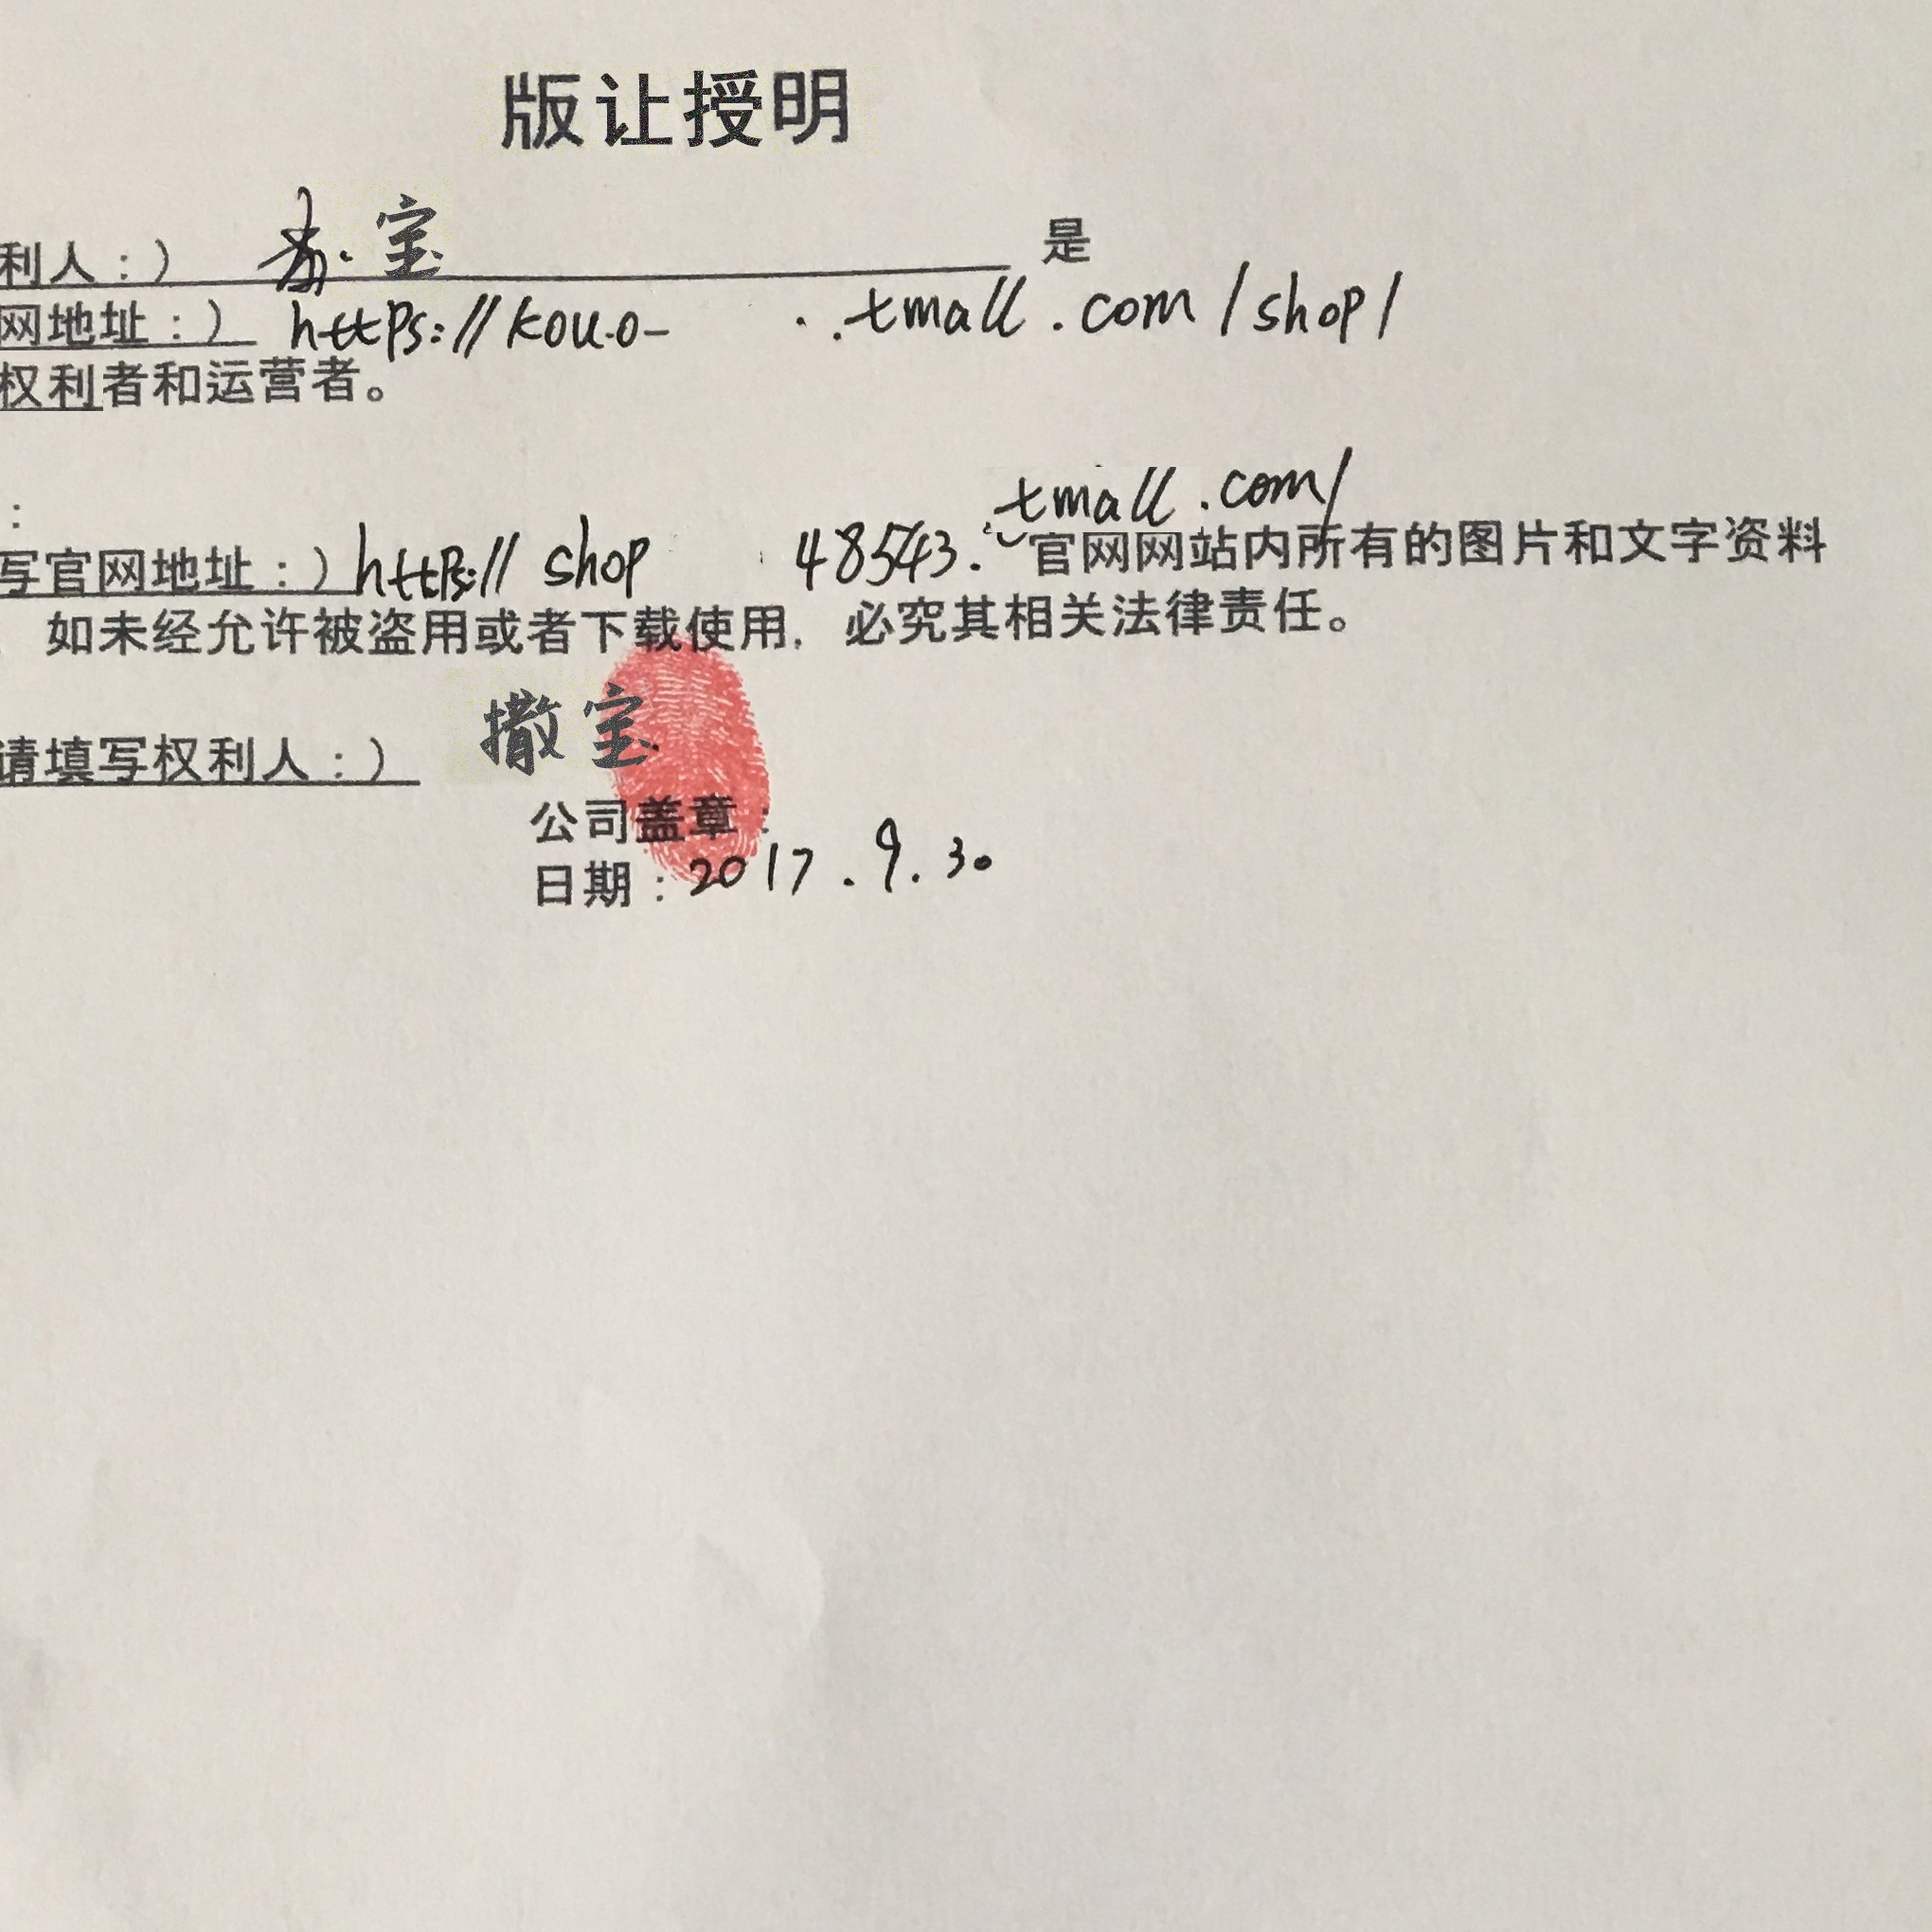 版让授明
利人:) 宝 是
网地址:) https://kou.o- ..tmall.com/shop/
权利者和运营者。
:
tmall.com/
写官网地址:)https:// shop 48543. 官网网站内所有的图片和文字资料
如未经允许被盗用或者下载使用,必究其相关法律责任。
请填写权利人:) 撒宝
公司盖章:
日期:2017.9.30